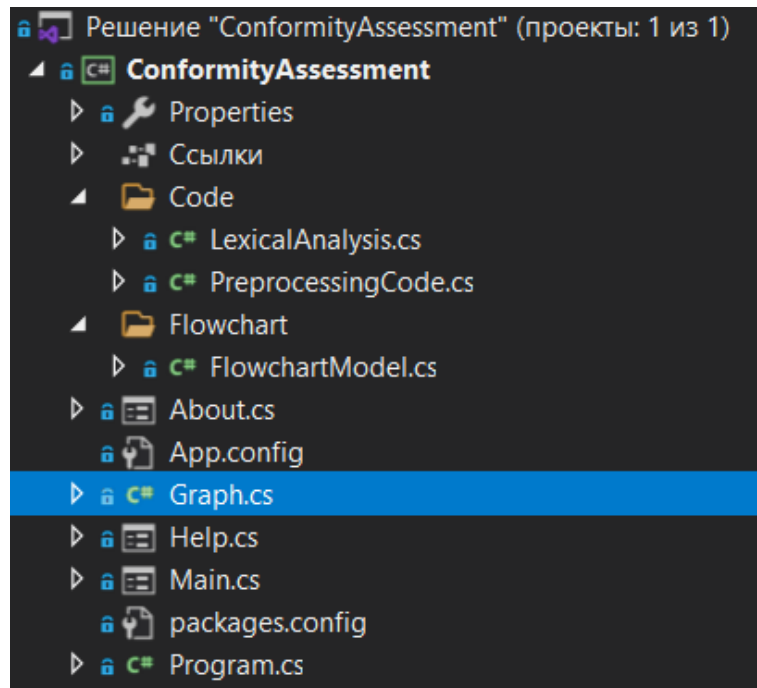 Решение "ConformityAssessment" (проекты: 1 из 1)
C# ConformityAssessment
Properties
Ссылки
Code
C# LexicalAnalysis.cs
C# PreprocessingCode.cs
Flowchart
C# FlowchartModel.cs
About.cs
App.config
C# Graph.cs
Help.cs
Main.cs
packages.config
C# Program.cs